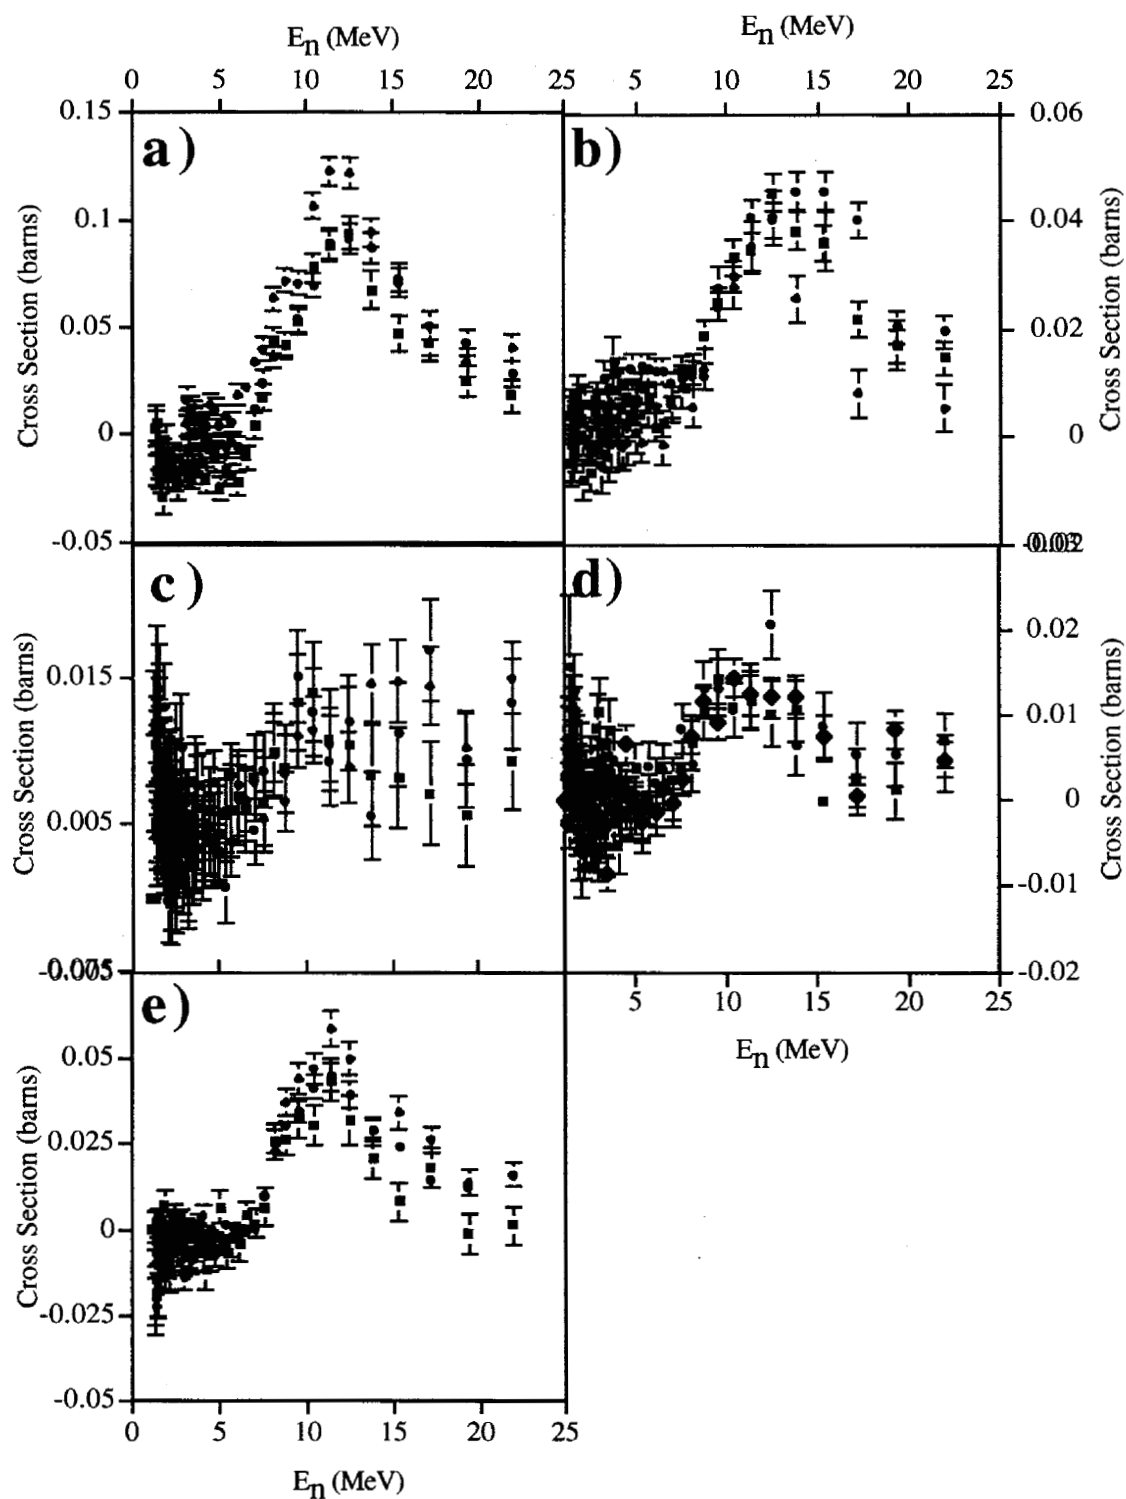 En (MeV)
En (MeV)
0 5 10 15 20 25 5 10 15 20 25
0.15
0.1
0.05
0
-0.05
Cross Section (barns)
a)
b)
0.06
0.04
0.02
0
Cross Section (barns)
c)
d)
0.015
0.005
Cross Section (barns)
0.02
0.01
0
-0.01
-0.02
Cross Section (barns)
5 10 15 20 25
En (MeV)
e)
0.05
0.025
0
-0.025
-0.05
Cross Section (barns)
0 5 10 15 20 25
En (MeV)